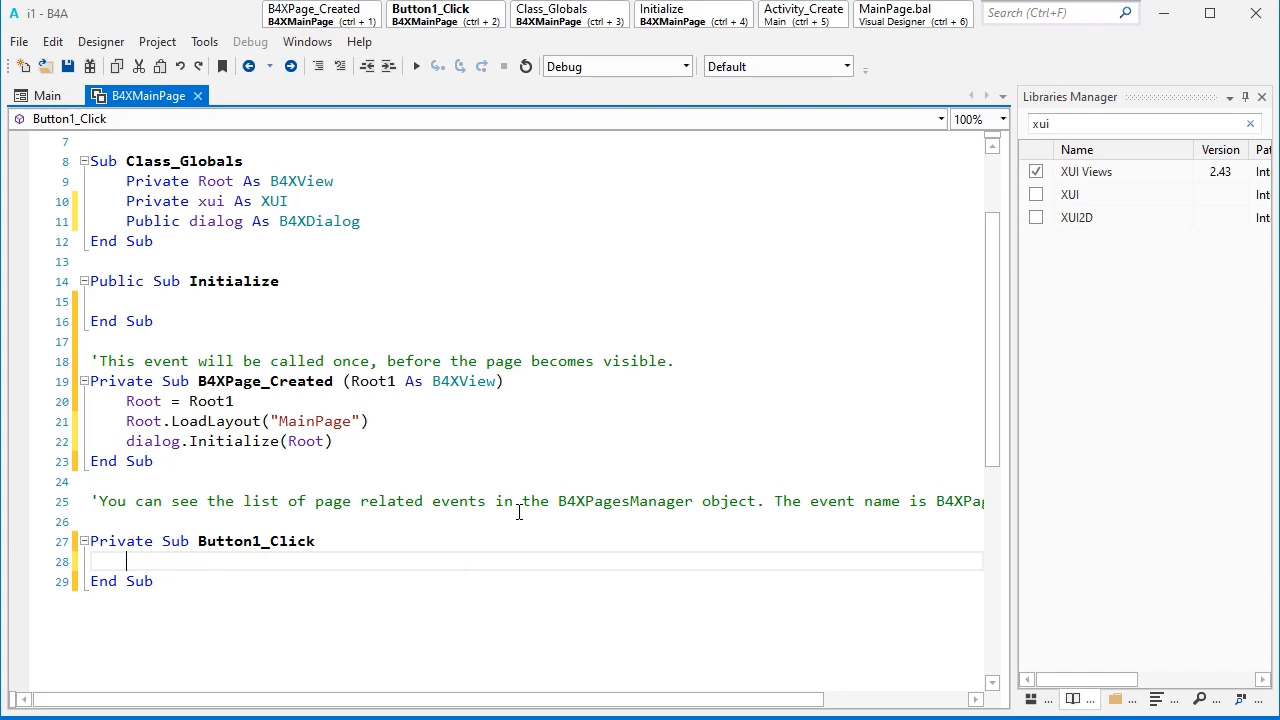 i1 - B4A
B4XPage_Created
B4XMainPage (ctrl + 1)
Button1_Click
B4XMainPage (ctrl + 2)
Class_Globals
B4XMainPage (ctrl + 3)
Initialize
B4XMainPage (ctrl + 4)
Activity_Create
Main (ctrl + 5)
MainPage.bal
Visual Designer (ctrl + 6)
Search (Ctrl+F)
File Edit Designer Project Tools Debug Windows Help
Debug Default
Main B4XMainPage
Button1_Click 100%
7
8 Sub Class_Globals
9 Private Root As B4XView
10 Private xui As XUI
11 Public dialog As B4XDialog
12 End Sub
13
14 Public Sub Initialize
15
16 End Sub
17
18 'This event will be called once, before the page becomes visible.
19 Private Sub B4XPage_Created (Root1 As B4XView)
20 Root = Root1
21 Root.LoadLayout("MainPage")
22 dialog.Initialize(Root)
23 End Sub
24
25 'You can see the list of page related events in the B4XPagesManager object. The event name is B4XPag
26
27 Private Sub Button1_Click
28
29 End Sub
Libraries Manager
xui
Name Version Pat
XUI Views 2.43 Int
XUI Int
XUI2D Int
... ... ... ... ... ...